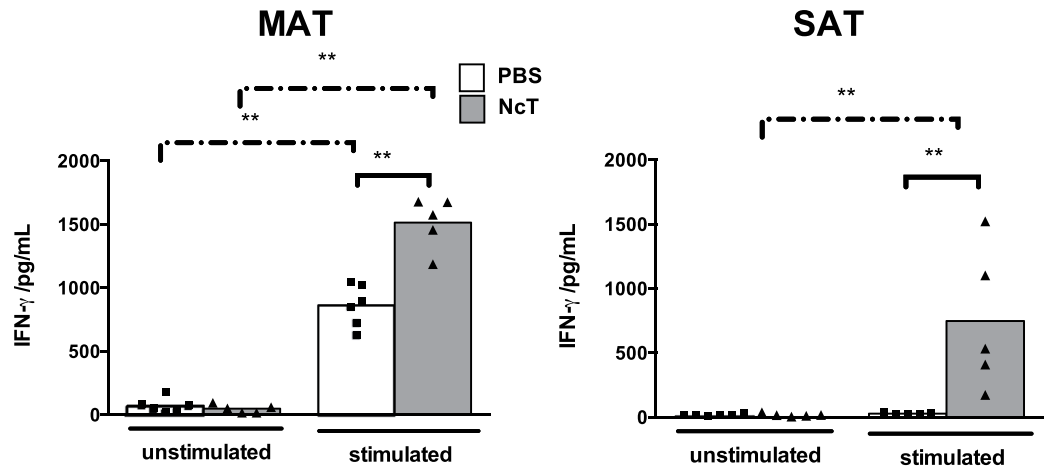 MAT
SAT
PBS
NcT
**
**
**
**
**
2000
1500
1000
500
0
IFN-γ /pg/mL
unstimulated
stimulated
2000
1500
1000
500
0
IFN-γ /pg/mL
unstimulated
stimulated